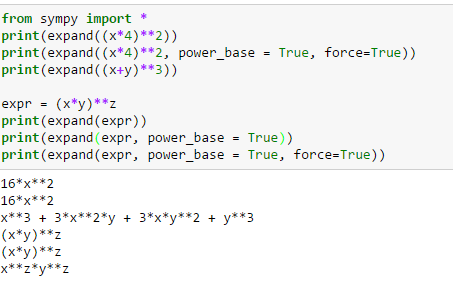 from sympy import *
print(expand((x*4)**2))
print(expand((x*4)**2, power_base = True, force=True))
print(expand((x+y)**3))
expr = (x*y)**z
print(expand(expr))
print(expand(expr, power_base = True))
print(expand(expr, power_base = True, force=True))
16*x**2
16*x**2
x**3 + 3*x**2*y + 3*x*y**2 + y**3
(x*y)**z
(x*y)**z
x**z*y**z